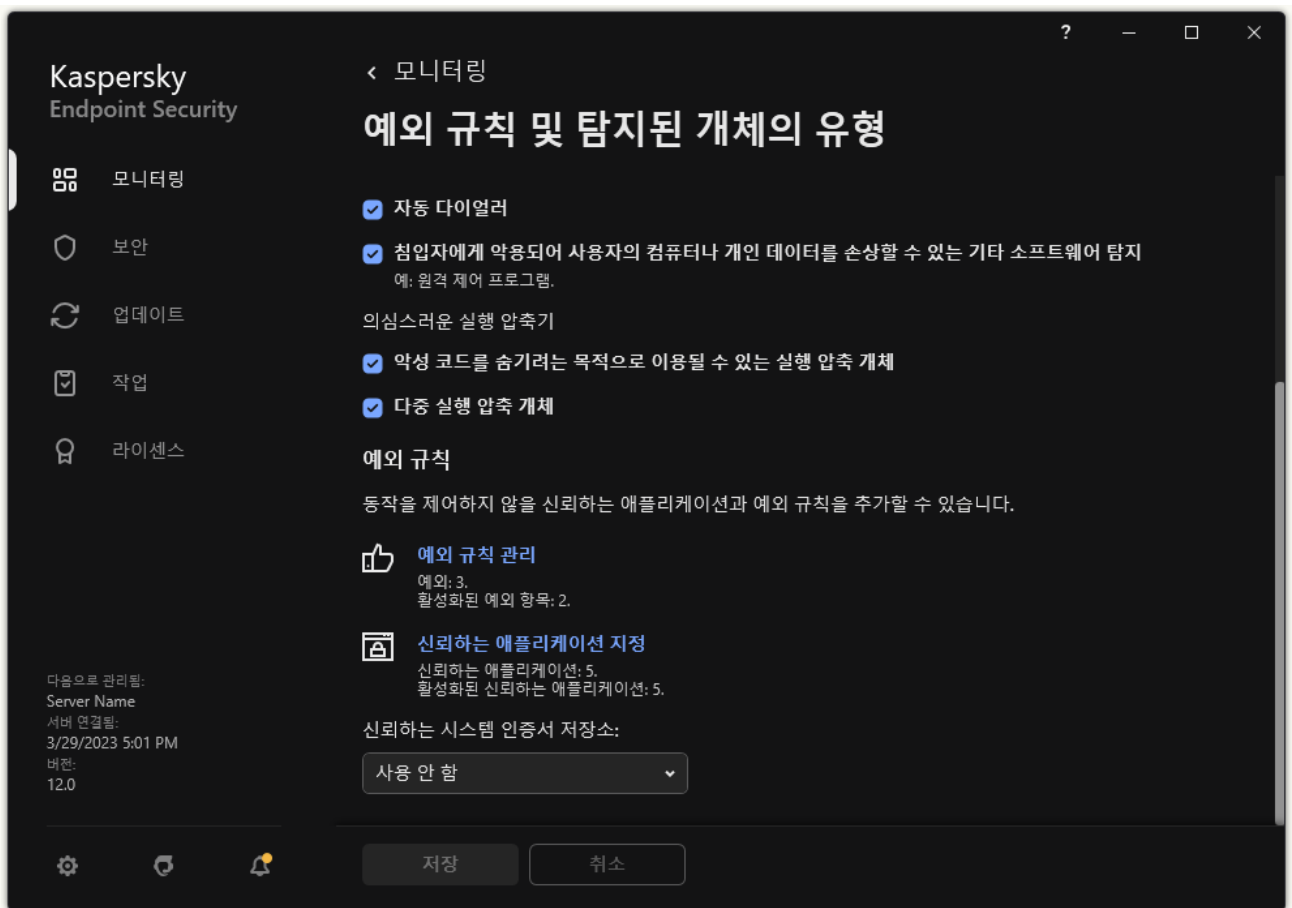 ?
Kaspersky
Endpoint Security
모니터링
보안
업데이트
작업
라이센스
다음으로 관리됨:
Server Name
서버 연결됨:
3/29/2023 5:01 PM
버전:
12.0
모니터링
예외 규칙 및 탐지된 개체의 유형
자동 다이얼러
침입자에게 악용되어 사용자의 컴퓨터나 개인 데이터를 손상할 수 있는 기타 소프트웨어 탐지
예: 원격 제어 프로그램.
의심스러운 실행 압축기
악성 코드를 숨기려는 목적으로 이용될 수 있는 실행 압축 개체
다중 실행 압축 개체
예외 규칙
동작을 제어하지 않을 신뢰하는 애플리케이션과 예외 규칙을 추가할 수 있습니다.
예외 규칙 관리
예외: 3.
활성화된 예외 항목: 2.
신뢰하는 애플리케이션 지정
신뢰하는 애플리케이션: 5.
활성화된 신뢰하는 애플리케이션: 5.
신뢰하는 시스템 인증서 저장소:
사용 안 함
저장
취소